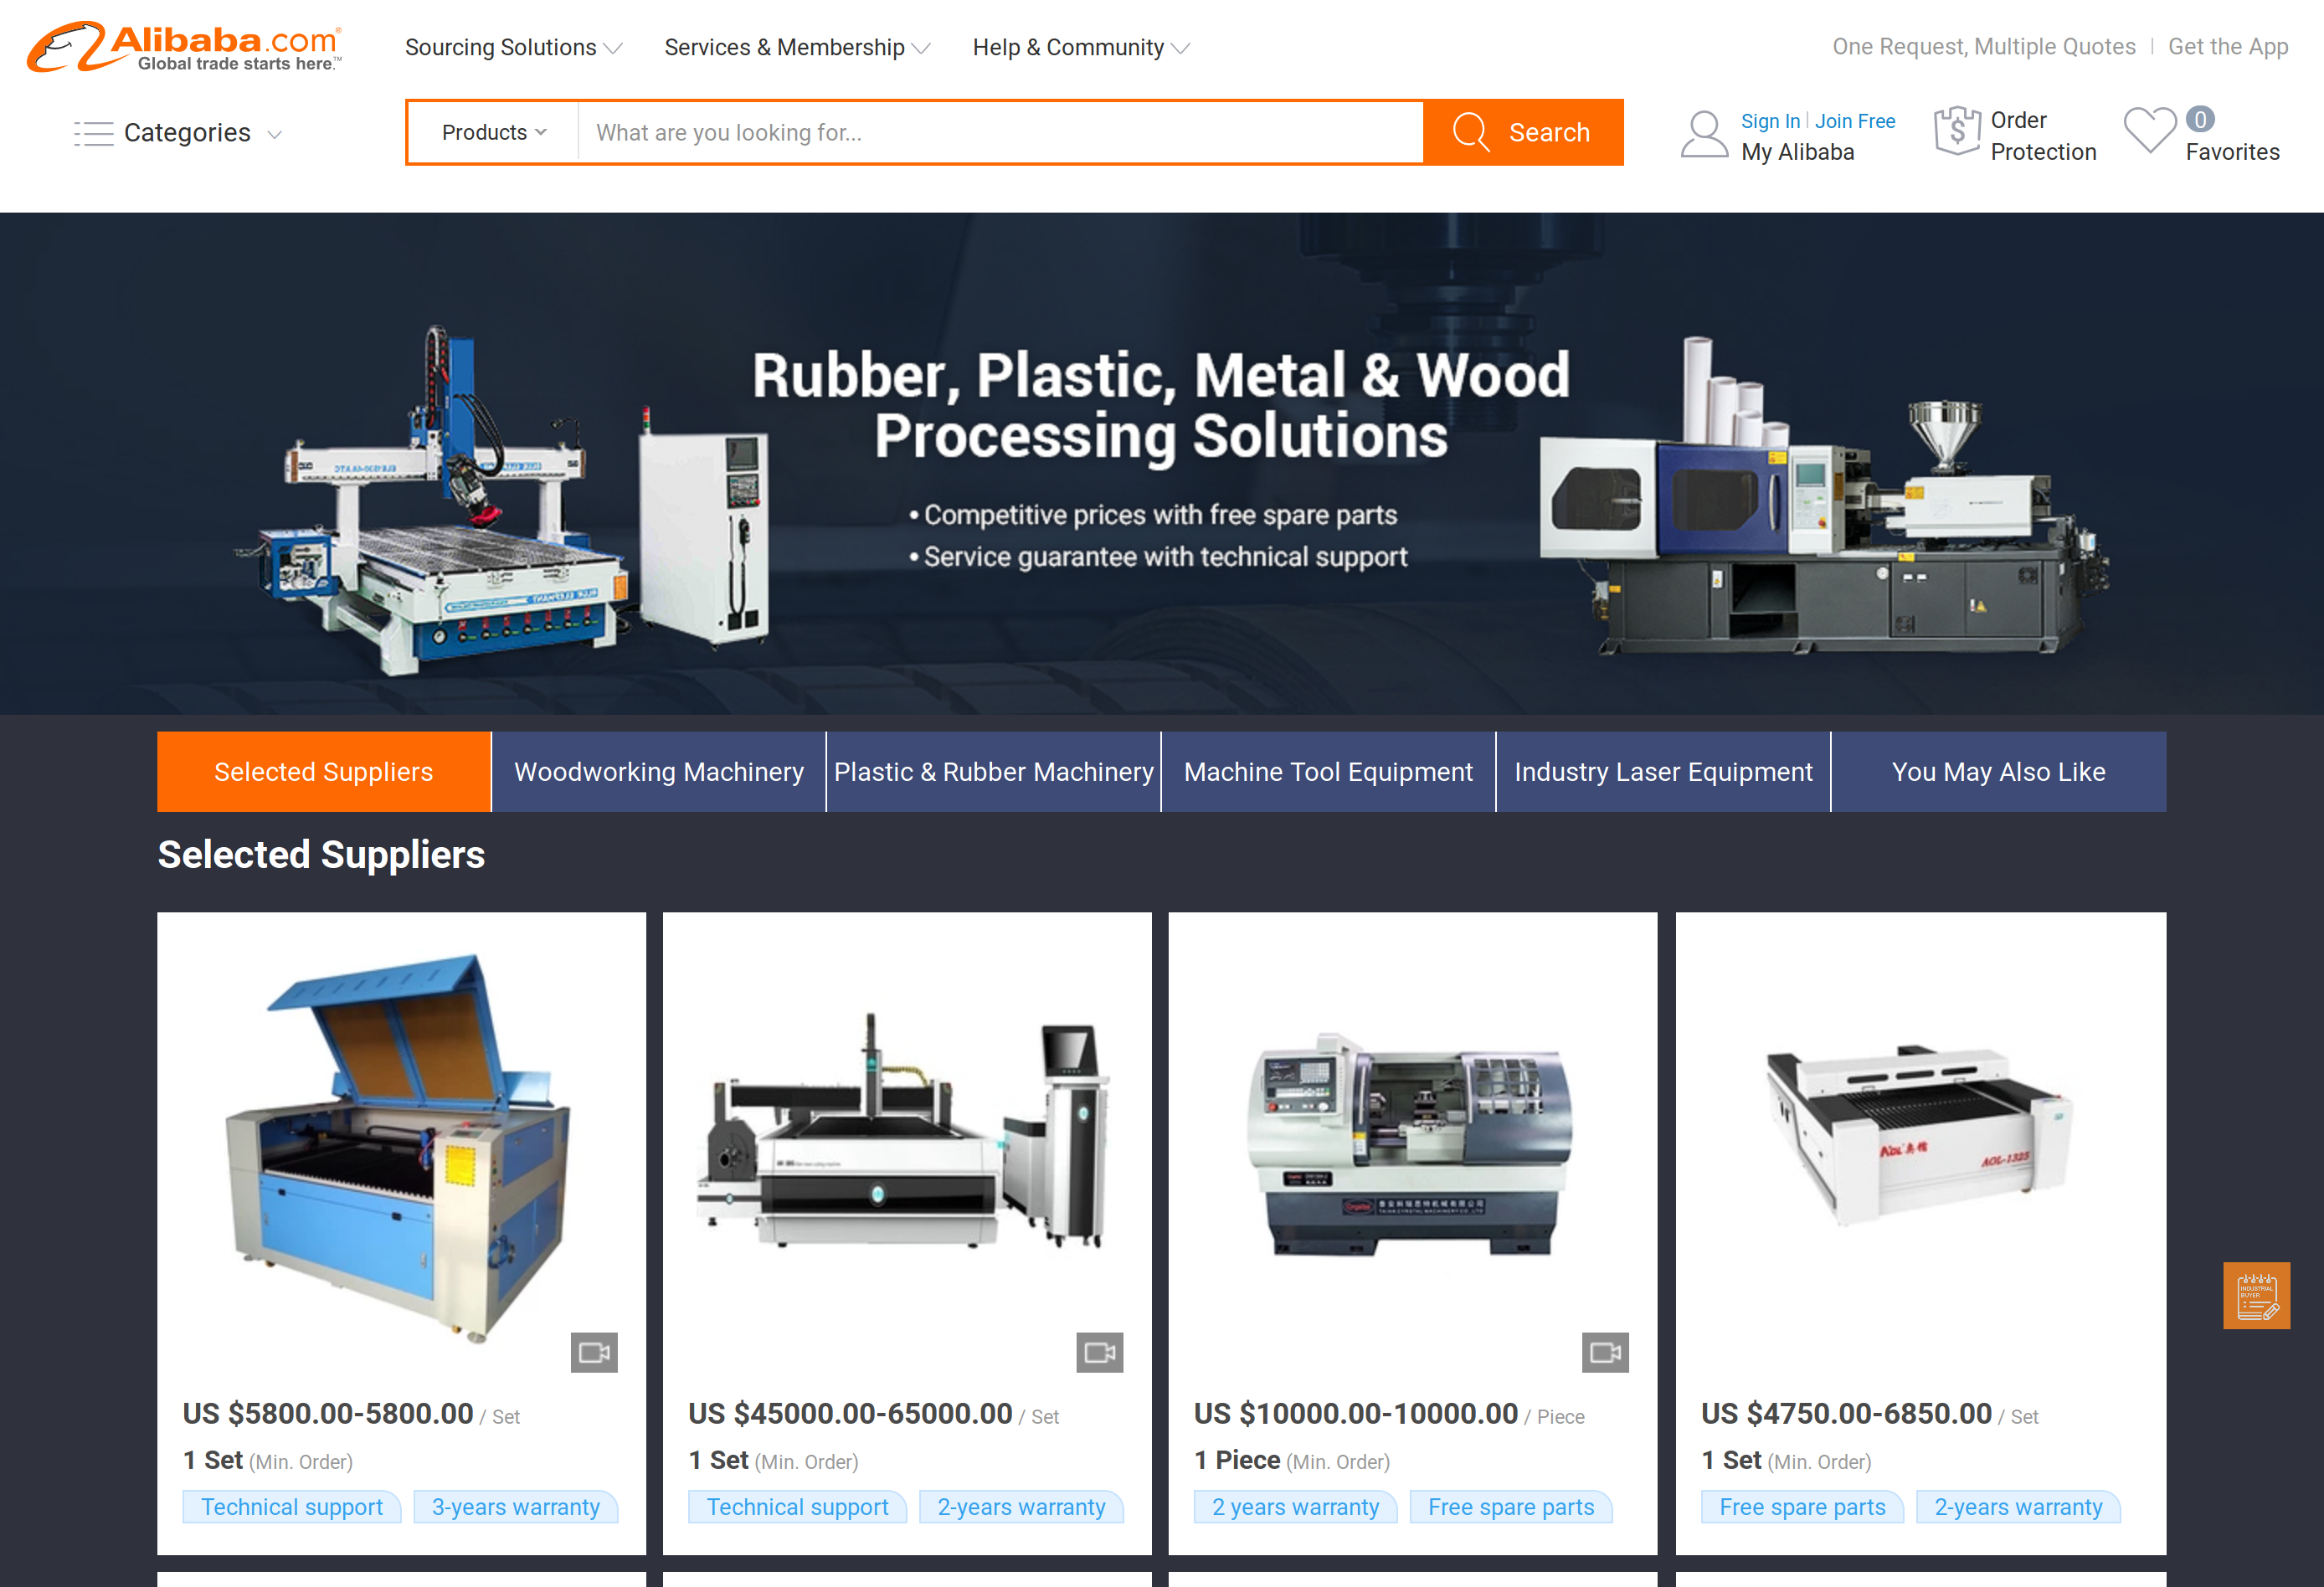 Alibaba.com
Global trade starts here.™
Sourcing Solutions
Services & Membership
Help & Community
One Request, Multiple Quotes
Get the App
Categories
Products
What are you looking for...
Search
Sign In
Join Free
My Alibaba
Order
Protection
0
Favorites
Rubber, Plastic, Metal & Wood
Processing Solutions
• Competitive prices with free spare parts
• Service guarantee with technical support
Selected Suppliers
Woodworking Machinery
Plastic & Rubber Machinery
Machine Tool Equipment
Industry Laser Equipment
You May Also Like
Selected Suppliers
AOL-1325
INDUSTRIAL
BUYER
US $5800.00-5800.00 / Set
1 Set (Min. Order)
Technical support
3-years warranty
US $45000.00-65000.00 / Set
1 Set (Min. Order)
Technical support
2-years warranty
US $10000.00-10000.00 / Piece
1 Piece (Min. Order)
2 years warranty
Free spare parts
US $4750.00-6850.00 / Set
1 Set (Min. Order)
Free spare parts
2-years warranty